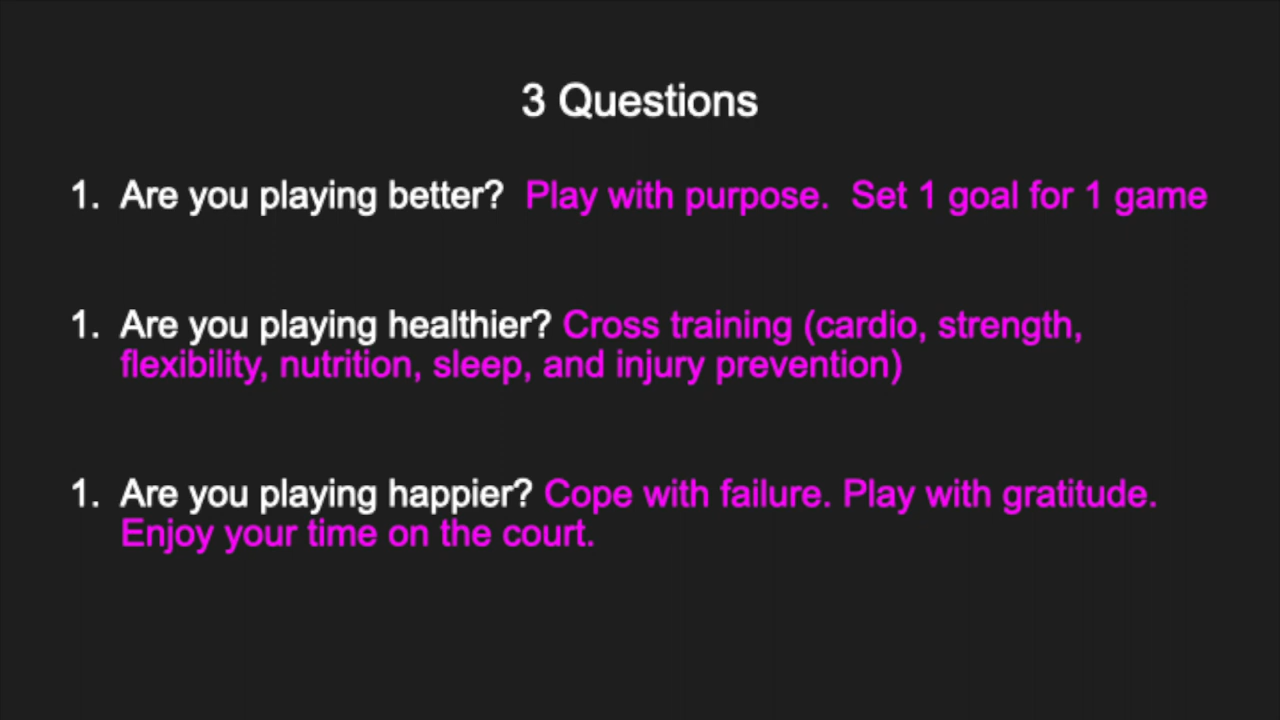 3 Questions
1. Are you playing better? Play with purpose. Set 1 goal for 1 game
1. Are you playing healthier? Cross training (cardio, strength,
flexibility, nutrition, sleep, and injury prevention)
1. Are you playing happier? Cope with failure. Play with gratitude.
Enjoy your time on the court.